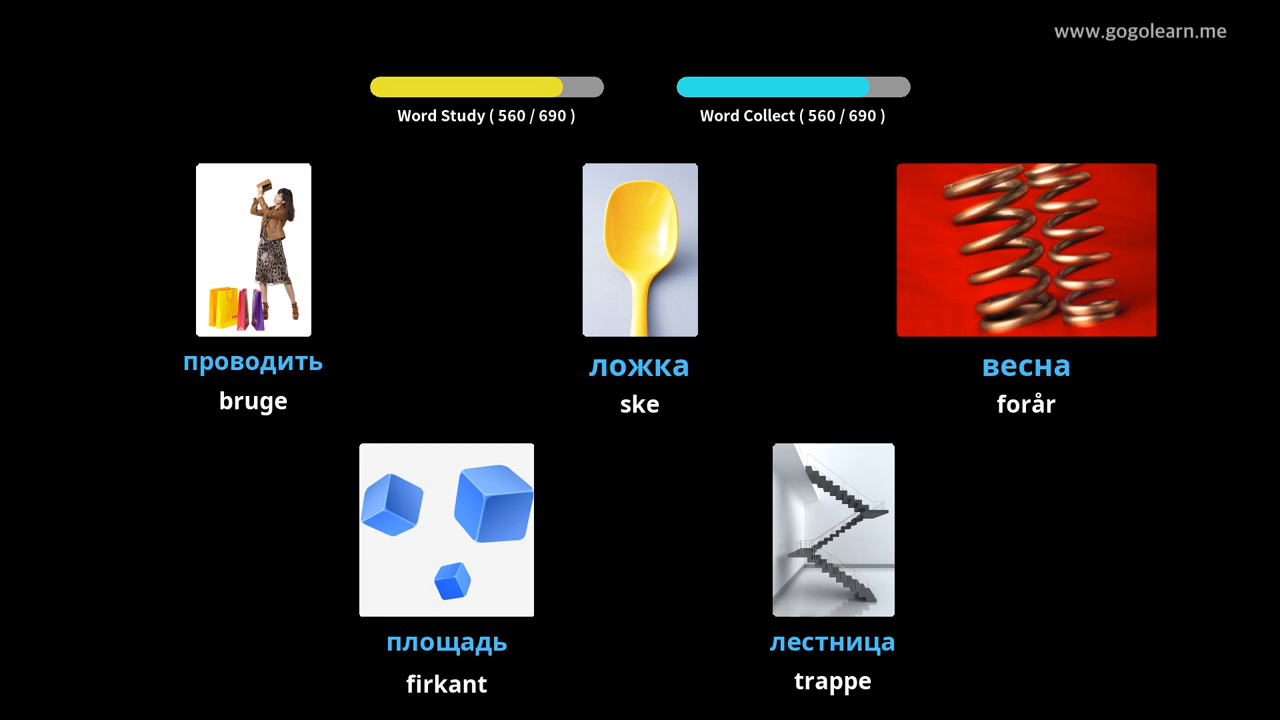 www.gogolearn.me
Word Study ( 560 / 690 )
Word Collect ( 560 / 690 )
проводить
bruge
ложка
ske
весна
forår
площадь
firkant
лестница
trappe